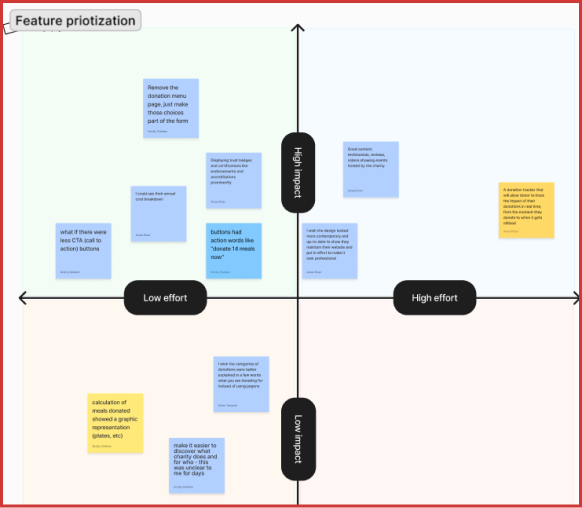 Feature priotization
Remove the
donation menu
page, just make
those choices
part of the form
Displaying trust badges
and certifications like
endorsements and
accreditations
prominently
I could see their annual
cost breakdown
what if there were
less CTA (call to
action) buttons
buttons had
action words like
"donate 14 meals
now"
High impact
Great content:
testimonials, reviews,
videos showing events
hosted by the charity
I wish the design looked
more contemporary and
up-to-date to show they
maintain their website and
put in effort to make it
look professional
A donation tracker that
will allow donor to trace
the impact of their
donations in real time,
from the moment they
donate to when it gets
utilised
Low effort
High effort
I wish the categories of
donations were better
explained in a few words
what you are donating for
instead of using jargons
calculation of
meals donated
showed a graphic
representation
(plates, etc)
make it easier to
discover what
charity does and
for who - this
was unclear to
me for days
Low impact